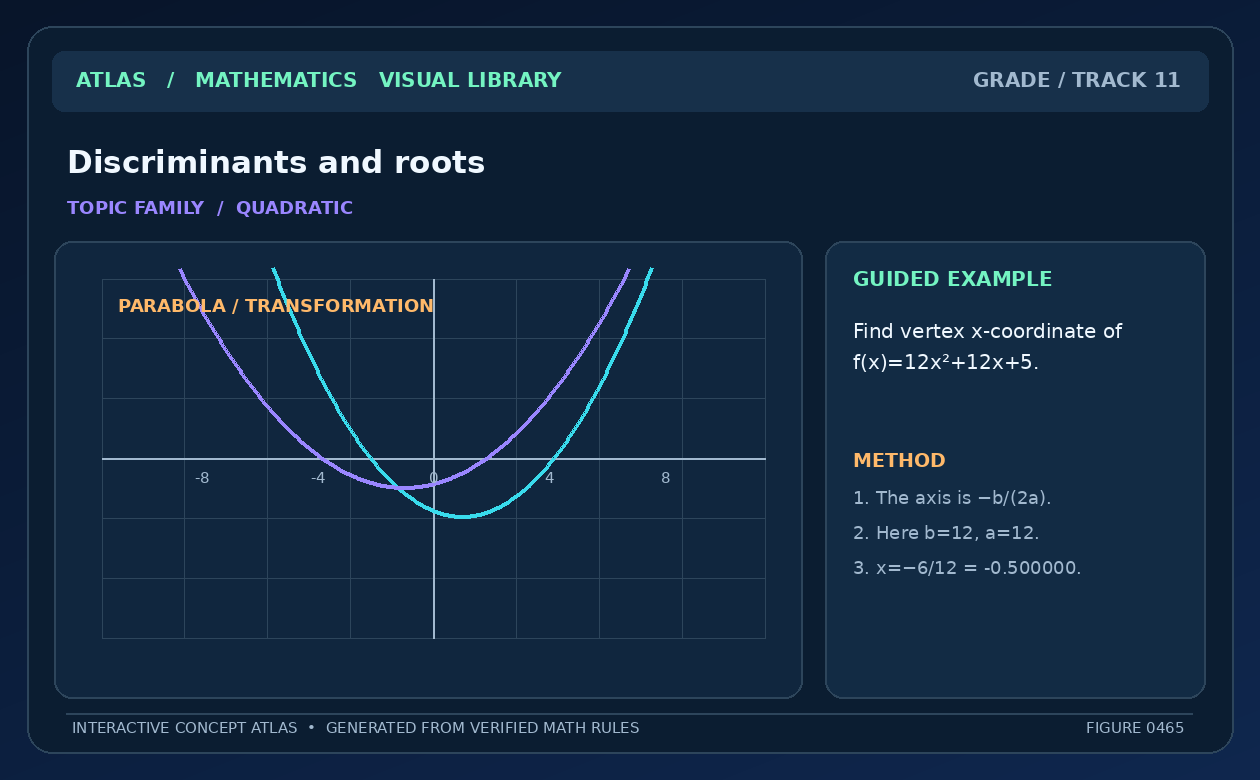 ATLAS / MATHEMATICS VISUAL LIBRARY
GRADE / TRACK 11
Discriminants and roots
TOPIC FAMILY / QUADRATIC
PARABOLA / TRANSFORMATION
-8 -4 0 4 8
GUIDED EXAMPLE
Find vertex x-coordinate of
f(x)=12x²+12x+5.
METHOD
1. The axis is −b/(2a).
2. Here b=12, a=12.
3. x=−6/12 = -0.500000.
INTERACTIVE CONCEPT ATLAS • GENERATED FROM VERIFIED MATH RULES
FIGURE 0465